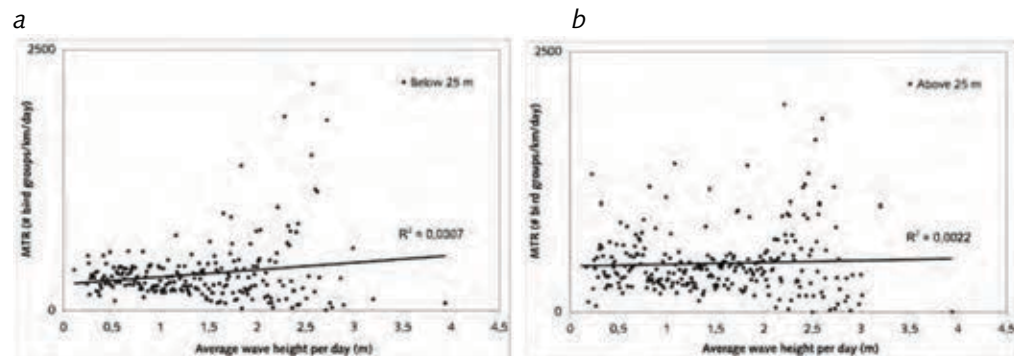 a
2500
Below 25 m
MTR (# bird groups/km/day)
R² = 0,0307
0
0 0,5 1 1,5 2 2,5 3 3,5 4 4,5
Average wave height per day (m)
b
2500
Above 25 m
MTR (# bird groups/km/day)
R² = 0,0022
0
0 0,5 1 1,5 2 2,5 3 3,5 4 4,5
Average wave height per day (m)